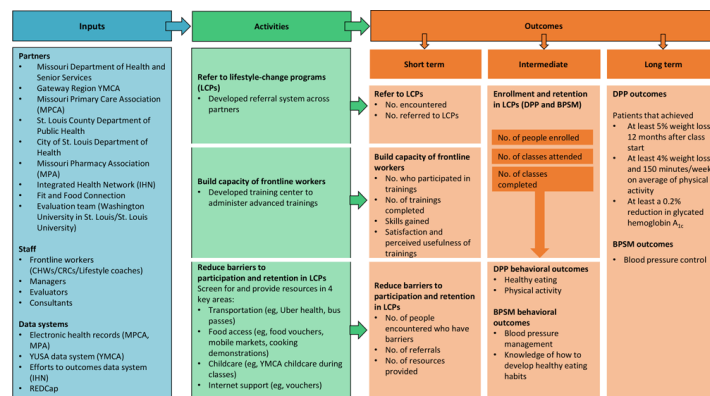 Inputs
Activities
Outcomes
Partners
• Missouri Department of Health and
Senior Services
• Gateway Region YMCA
• Missouri Primary Care Association
(MPCA)
• St. Louis County Department of
Public Health
• City of St. Louis Department of
Health
• Missouri Pharmacy Association
(MPA)
• Integrated Health Network (IHN)
• Fit and Food Connection
• Evaluation team (Washington
University in St. Louis/St. Louis
University)
Staff
• Frontline workers
(CHWs/CRCs/Lifestyle coaches)
• Managers
• Evaluators
• Consultants
Data systems
• Electronic health records (MPCA,
MPA)
• YUSA data system (YMCA)
• Efforts to outcomes data system
(IHN)
• REDCap
Refer to lifestyle-change programs
(LCPs)
• Developed referral system across
partners
Build capacity of frontline workers
• Developed training center to
administer advanced trainings
Reduce barriers to
participation and retention in LCPs
Screen for and provide resources in 4
key areas:
• Transportation (eg, Uber health, bus
passes)
• Food access (eg, food vouchers,
mobile markets, cooking
demonstrations)
• Childcare (eg, YMCA childcare during
classes)
• Internet support (eg, vouchers)
Short term
Refer to LCPs
• No. encountered
• No. referred to LCPs
Build capacity of frontline
workers
• No. who participated in
trainings
• No. of trainings
completed
• Skills gained
• Satisfaction and
perceived usefulness of
trainings
Reduce barriers to
participation and retention
in LCPs
• No. of people
encountered who have
barriers
• No. of referrals
• No. of resources
provided
Intermediate
Enrollment and retention
in LCPs (DPP and BPSM)
No. of people enrolled
No. of classes attended
No. of classes
completed
DPP behavioral outcomes
• Healthy eating
• Physical activity
BPSM behavioral
outcomes
• Blood pressure
management
• Knowledge of how to
develop healthy eating
habits
Long term
DPP outcomes
Patients that achieved
• At least 5% weight loss
12 months after class
start
• At least 4% weight loss
and 150 minutes/week
on average of physical
activity
• At least a 0.2%
reduction in glycated
hemoglobin A1c
BPSM outcomes
• Blood pressure control